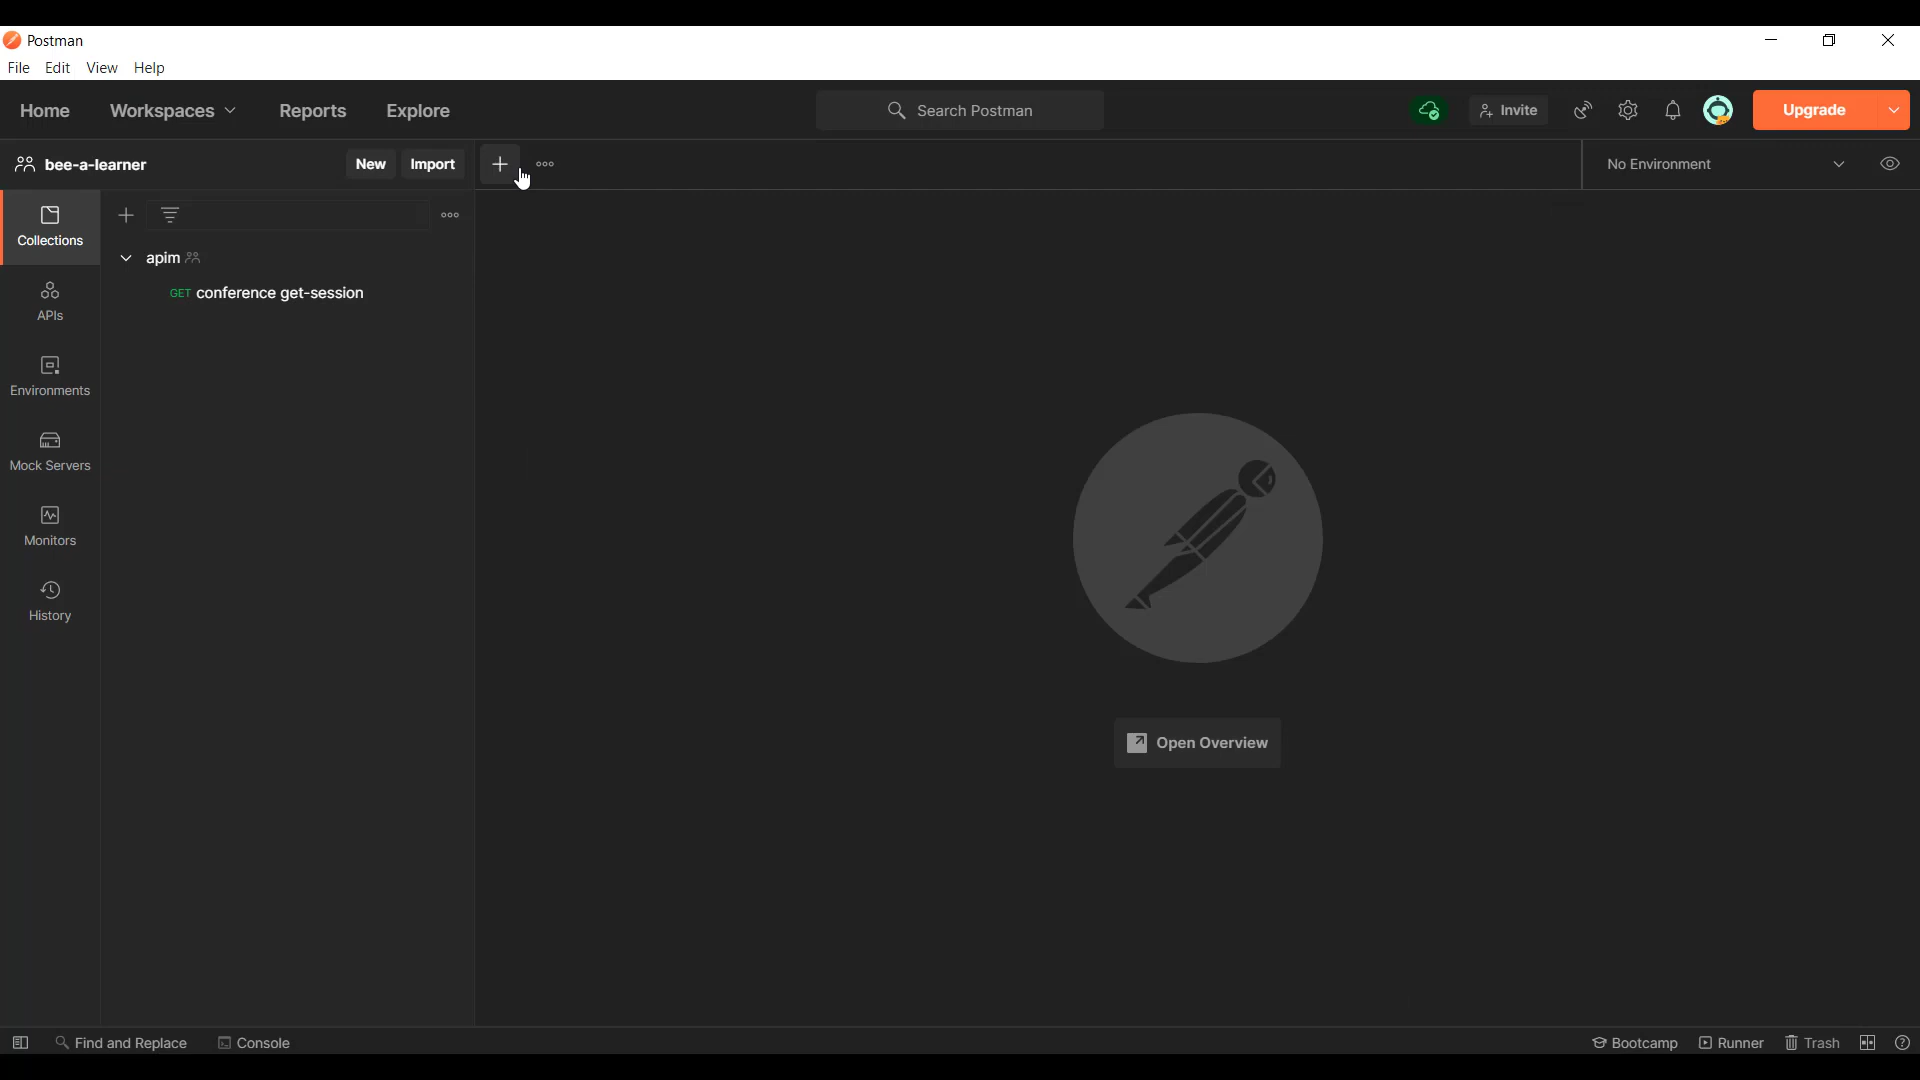 Postman
File Edit View Help
Home Workspaces Reports Explore Search Postman Invite Upgrade
bee-a-learner New Import No Environment
Collections
apim
GET conference get-session
APIs
Environments
Mock Servers
Monitors
History
Open Overview
Find and Replace Console Bootcamp Runner Trash